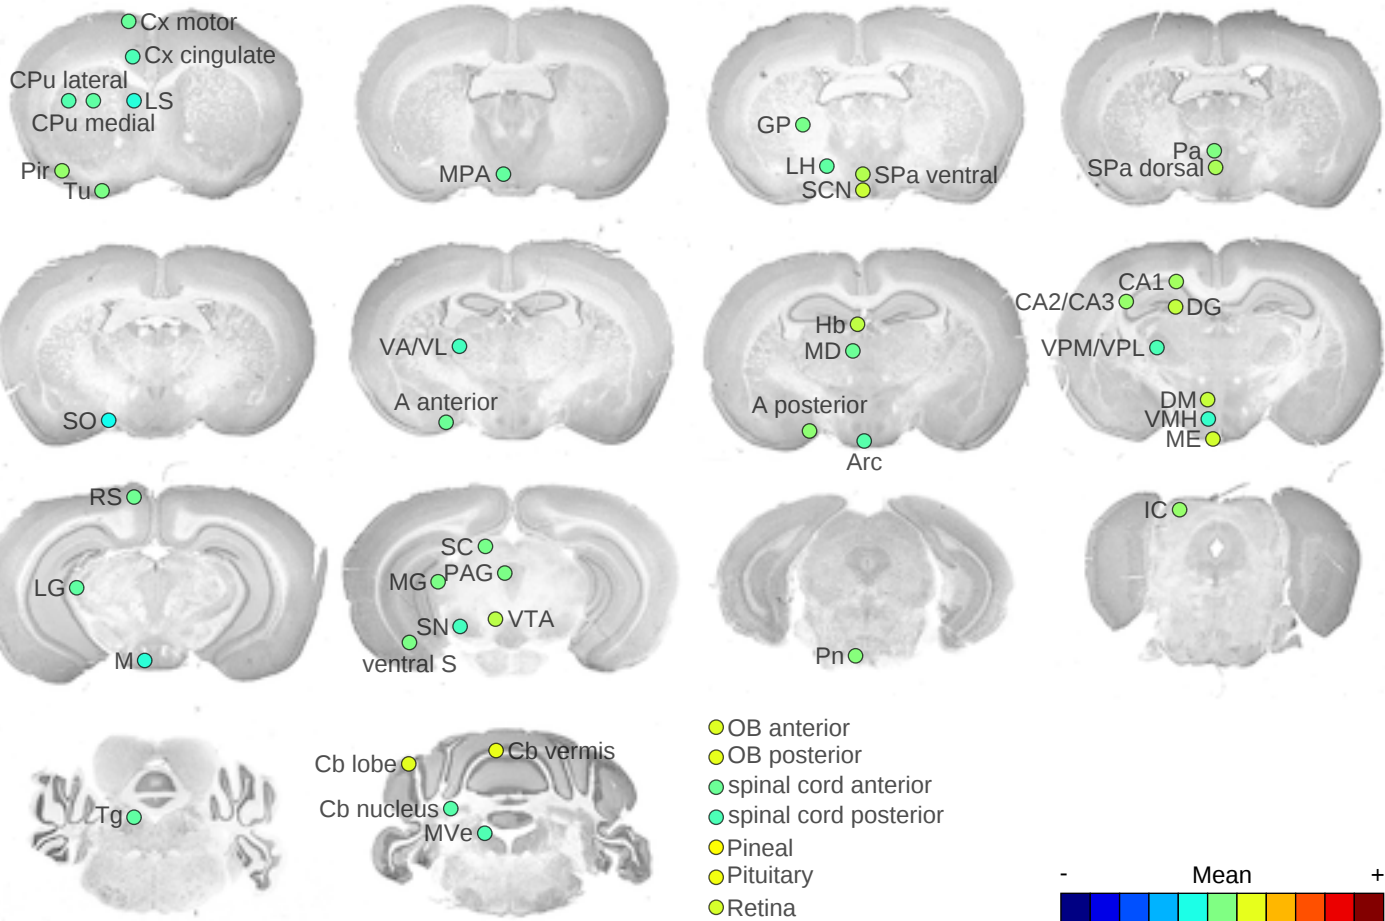 Cx motor
Cx cingulate
CPu lateral
LS
CPu medial
Pir
Tu
MPA
GP
LH
SPa ventral
SCN
Pa
SPa dorsal
SO
VA/VL
A anterior
Hb
MD
A posterior
Arc
CA1
CA2/CA3
DG
VPM/VPL
DM
VMH
ME
RS
LG
M
SC
MG
PAG
SN
VTA
ventral S
Pn
IC
Tg
Cb lobe
Cb vermis
Cb nucleus
MVe
OB anterior
OB posterior
spinal cord anterior
spinal cord posterior
Pineal
Pituitary
Retina
- Mean +